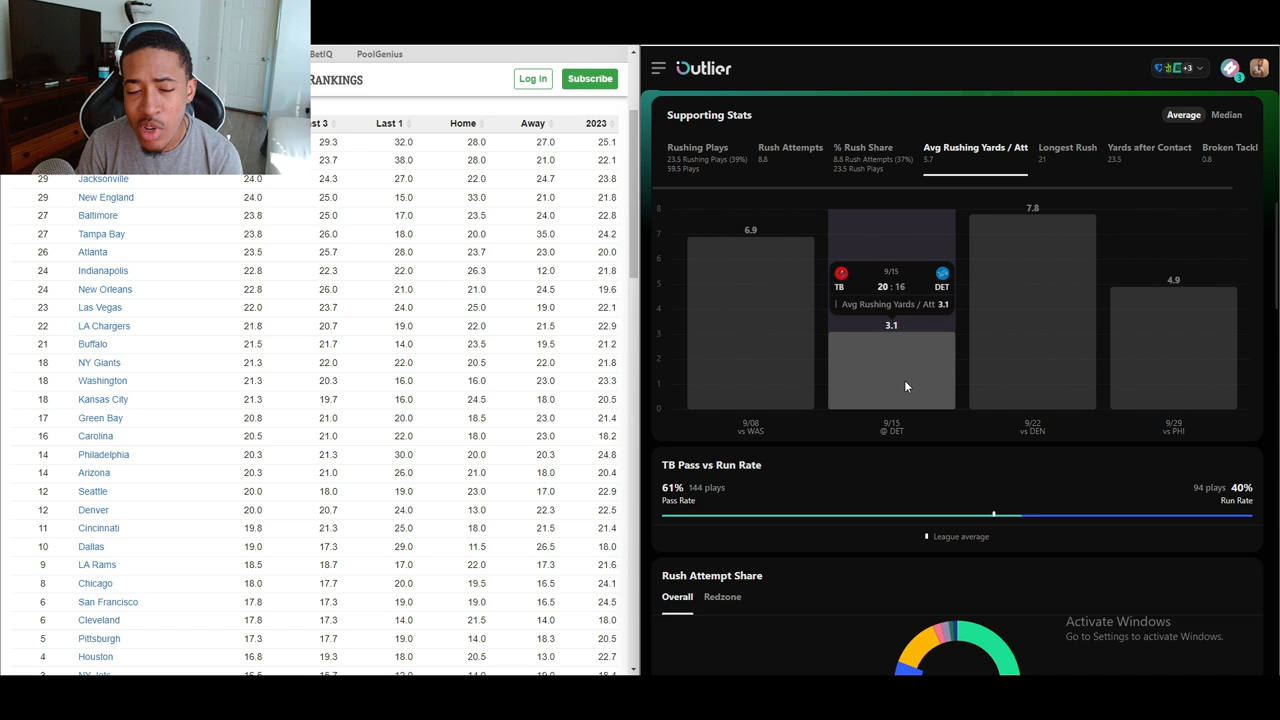 BetIQ PoolGenius
RANKINGS
Log In Subscribe
st 3 Last 1 Home Away 2023
29.3 32.0 28.0 27.0 25.1
23.7 38.0 28.0 21.0 22.1
29 Jacksonville 24.0 24.3 27.0 22.0 24.7 23.8
29 New England 24.0 25.0 15.0 33.0 21.0 21.8
27 Baltimore 23.8 25.0 17.0 23.5 24.0 22.8
27 Tampa Bay 23.8 26.0 18.0 20.0 35.0 24.2
26 Atlanta 23.5 25.7 28.0 23.7 23.0 20.0
24 Indianapolis 22.8 22.3 22.0 26.3 12.0 21.8
24 New Orleans 22.8 26.0 21.0 21.0 24.5 19.6
23 Las Vegas 22.0 23.7 24.0 25.0 19.0 22.1
22 LA Chargers 21.8 20.7 19.0 22.0 21.5 22.9
21 Buffalo 21.5 21.7 14.0 23.5 19.5 21.2
18 NY Giants 21.3 22.0 22.0 20.5 22.0 21.8
18 Washington 21.3 20.3 16.0 16.0 23.0 23.3
18 Kansas City 21.3 19.7 16.0 24.5 18.0 20.5
17 Green Bay 20.8 21.0 20.0 18.5 23.0 21.4
16 Carolina 20.5 21.0 22.0 18.0 23.0 18.2
14 Philadelphia 20.3 21.3 30.0 20.0 20.3 24.8
14 Arizona 20.3 21.0 26.0 21.0 18.0 20.4
12 Seattle 20.0 18.0 19.0 23.0 17.0 22.9
12 Denver 20.0 20.7 24.0 13.0 22.3 22.5
11 Cincinnati 19.8 21.3 25.0 18.0 21.5 21.4
10 Dallas 19.0 17.3 29.0 11.5 26.5 18.0
9 LA Rams 18.5 18.7 17.0 22.0 17.3 21.6
8 Chicago 18.0 17.7 20.0 19.5 16.5 24.1
6 San Francisco 17.8 17.3 19.0 19.0 16.5 24.5
6 Cleveland 17.8 17.3 14.0 21.5 14.0 18.0
5 Pittsburgh 17.3 17.7 19.0 14.0 18.3 20.5
4 Houston 16.8 19.3 18.0 20.5 13.0 22.7
Outlier
+3
3
Supporting Stats
Average Median
Rushing Plays Rush Attempts % Rush Share Avg Rushing Yards / Att Longest Rush Yards after Contact Broken Tackl
23.5 Rushing Plays (39%) 8.8 8.8 Rush Attempts (37%) 5.7 21 23.5 0.8
59.5 Plays 23.5 Rush Plays
8
7
6
5
4
3
2
1
0
6.9
7.8
4.9
9/15
TB 20 : 16 DET
Avg Rushing Yards / Att 3.1
3.1
9/08 9/15 9/22 9/29
vs WAS @ DET vs DEN vs PHI
TB Pass vs Run Rate
61% 144 plays 94 plays 40%
Pass Rate Run Rate
League average
Rush Attempt Share
Overall Redzone
Activate Windows
Go to Settings to activate Windows.